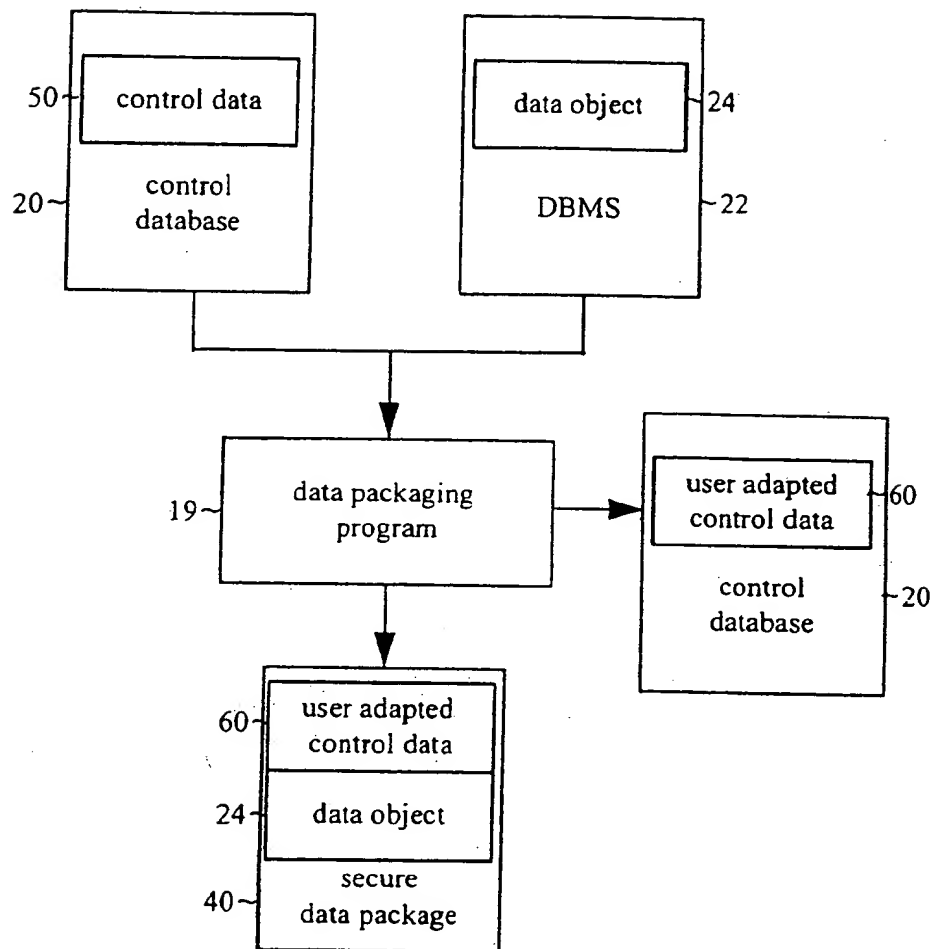 50
control data
20
control
database
data object
24
DBMS
22
19
data packaging
program
user adapted
control data
60
control
database
20
60
user adapted
control data
24
data object
secure
40
data package